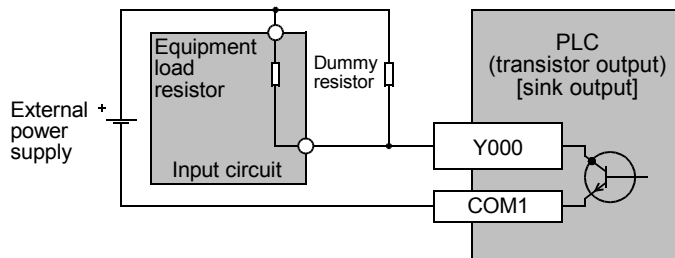 Equipment
load
resistor
Dummy
resistor
PLC
(transistor output)
[sink output]
External
power
supply
+
Input circuit
Y000
COM1